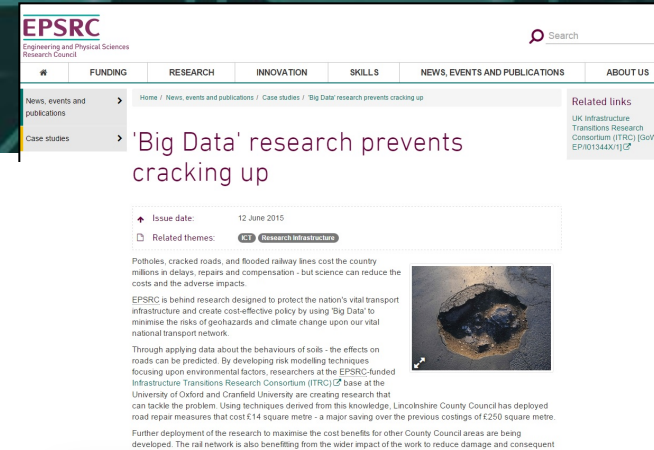 EPSRC
Engineering and Physical Sciences
Research Council
Search
FUNDING
RESEARCH
INNOVATION
SKILLS
NEWS, EVENTS AND PUBLICATIONS
ABOUT US
News, events and
publications
Case studies
Home / News, events and publications / Case studies / 'Big Data' research prevents cracking up
Related links
UK Infrastructure
Transitions Research
Consortium (ITRC) [GoW
EP/I01344X/1]
'Big Data' research prevents
cracking up
Issue date: 12 June 2015
Related themes: ICT Research Infrastructure
Potholes, cracked roads, and flooded railway lines cost the country
millions in delays, repairs and compensation - but science can reduce the
costs and the adverse impacts.
EPSRC is behind research designed to protect the nation's vital transport
infrastructure and create cost-effective policy by using 'Big Data' to
minimise the risks of geohazards and climate change upon our vital
national transport network.
Through applying data about the behaviours of soils - the effects on
roads can be predicted. By developing risk modelling techniques
focusing upon environmental factors, researchers at the EPSRC-funded
Infrastructure Transitions Research Consortium (ITRC) base at the
University of Oxford and Cranfield University are creating research that
can tackle the problem. Using techniques derived from this knowledge, Lincolnshire County Council has deployed
road repair measures that cost £14 square metre - a major saving over the previous costings of £250 square metre.
Further deployment of the research to maximise the cost benefits for other County Council areas are being
developed. The rail network is also benefitting from the wider impact of the work to reduce damage and consequent